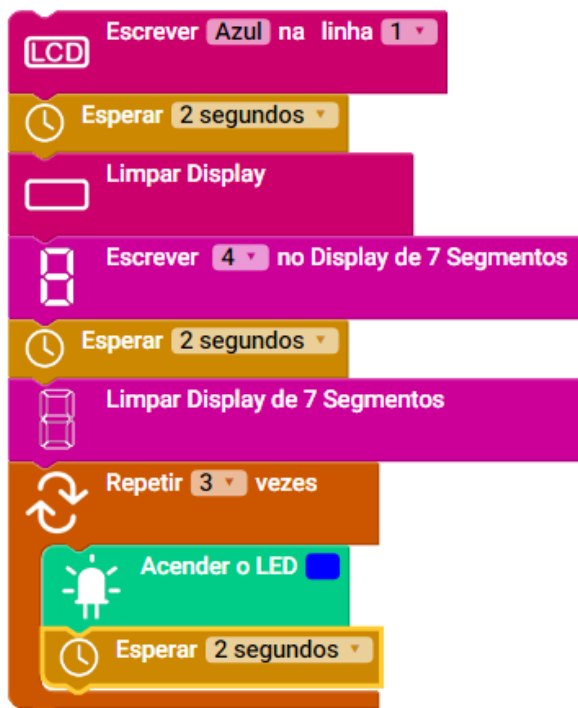 LCD Escrever Azul na linha 1
Esperar 2 segundos
Limpar Display
Escrever 4 no Display de 7 Segmentos
Esperar 2 segundos
Limpar Display de 7 Segmentos
Repetir 3 vezes
Acender o LED
Esperar 2 segundos